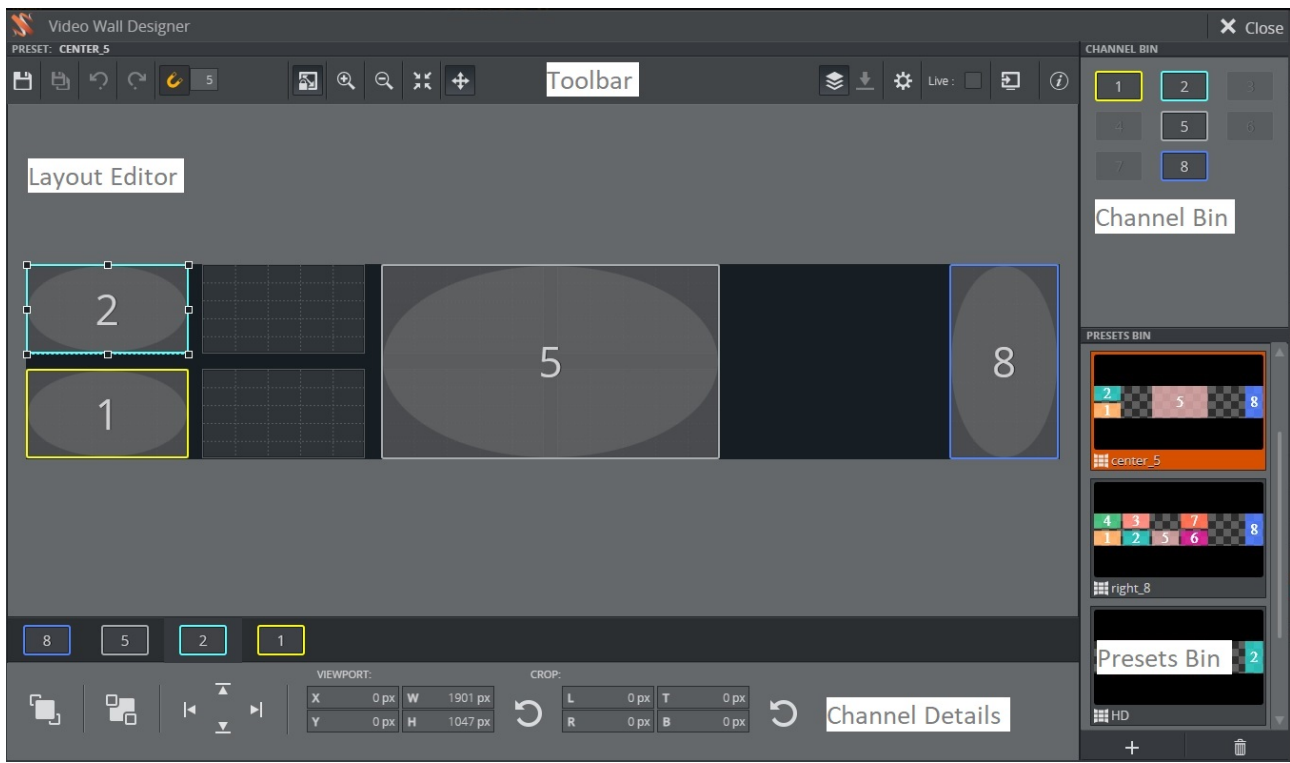 Video Wall Designer
Close
PRESET: CENTER_5
CHANNEL BIN
5
Toolbar
Live :
1
2
3
4
5
6
7
8
Layout Editor
Channel Bin
2
5
8
1
PRESETS BIN
2
1
5
8
center_5
4 3 7
1 2 5 6 8
right_8
Presets Bin
2
HD
8
5
2
1
VIEWPORT:
CROP:
X 0 px W 1901 px
L 0 px T 0 px
Y 0 px H 1047 px
R 0 px B 0 px
Channel Details